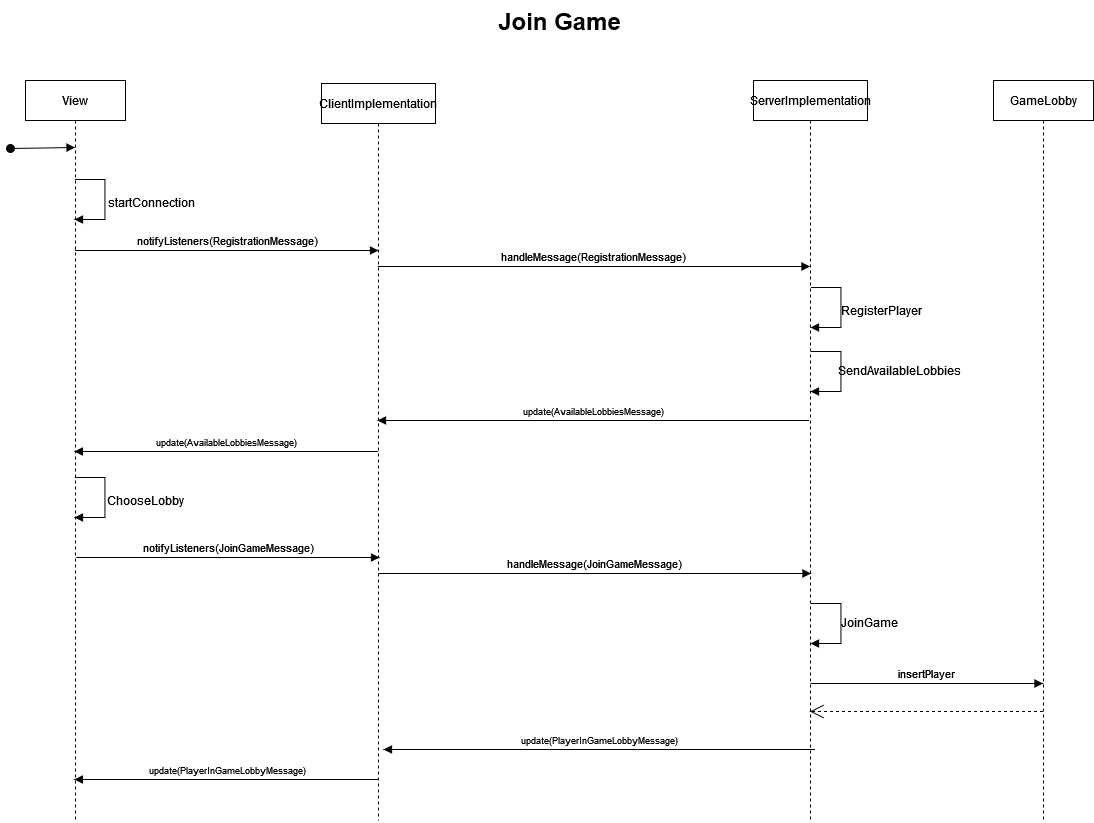 Join Game
View
ClientImplementation
ServerImplementation
GameLobby
startConnection
notifyListeners(RegistrationMessage)
handleMessage(RegistrationMessage)
RegisterPlayer
SendAvailableLobbies
update(AvailableLobbiesMessage)
update(AvailableLobbiesMessage)
ChooseLobby
notifyListeners(JoinGameMessage)
handleMessage(JoinGameMessage)
JoinGame
insertPlayer
update(PlayerInGameLobbyMessage)
update(PlayerInGameLobbyMessage)